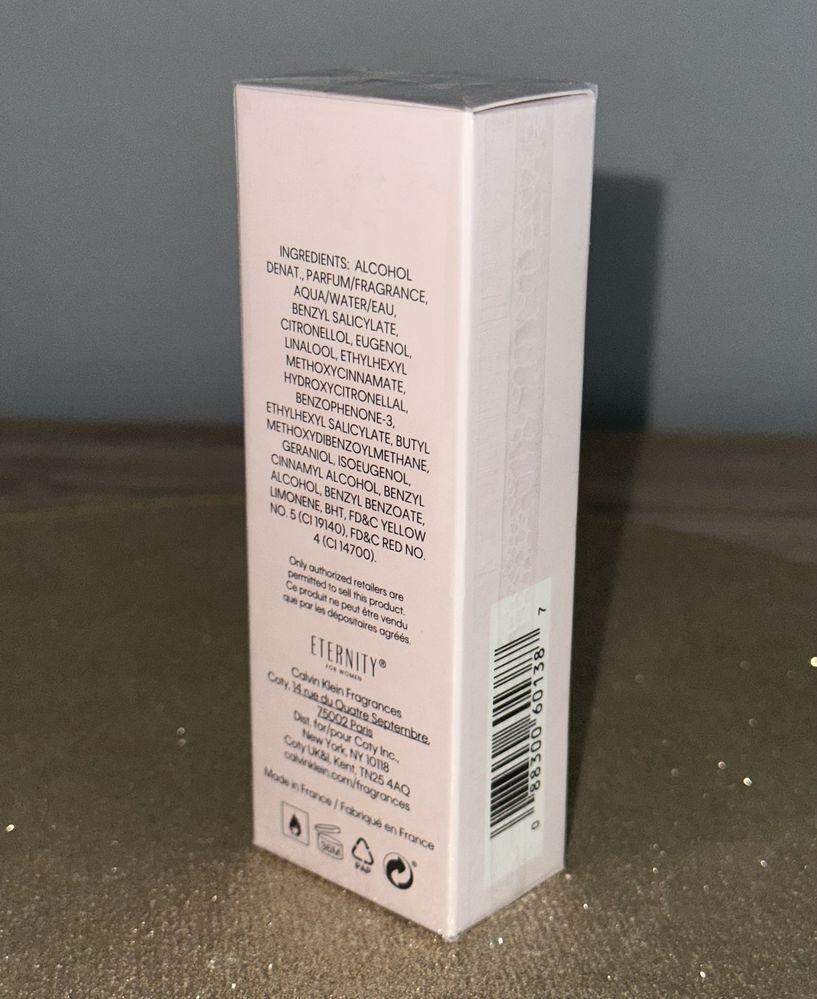 INGREDIENTS: ALCOHOL
DENAT., PARFUM/FRAGRANCE,
AQUA/WATER/EAU,
BENZYL SALICYLATE,
CITRONELLOL, EUGENOL,
LINALOOL, ETHYLHEXYL
METHOXYCINNAMATE,
HYDROXYCITRONELLAL,
BENZOPHENONE-3,
ETHYLHEXYL SALICYLATE, BUTYL
METHOXYDIBENZOYLMETHANE,
GERANIOL, ISOEUGENOL,
CINNAMYL ALCOHOL, BENZYL
ALCOHOL, BENZYL BENZOATE,
LIMONENE, BHT, FD&C YELLOW
NO. 5 (CI 19140), FD&C RED NO.
4 (CI 14700).
Only authorized retailers are
permitted to sell this product.
Ce produit ne peut être vendu
que par les dépositaires agréés.
ETERNITY®
FOR WOMEN
Calvin Klein Fragrances
Coty, 14 rue du Quatre Septembre,
75002 Paris
Dist. for/pour Coty Inc.,
New York, NY 10118
Coty UK&I, Kent, TN25 4AQ
calvinklein.com/fragrances
Made in France / Fabriqué en France
36M
PAP
®
0 88300 60138 7